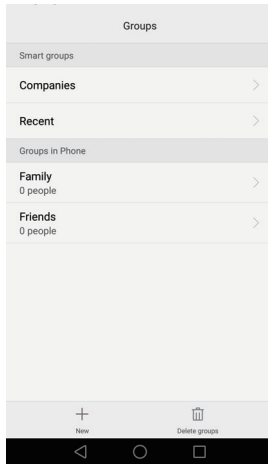 Groups
Smart groups
Companies
Recent
Groups in Phone
Family
0 people
Friends
0 people
New
Delete groups